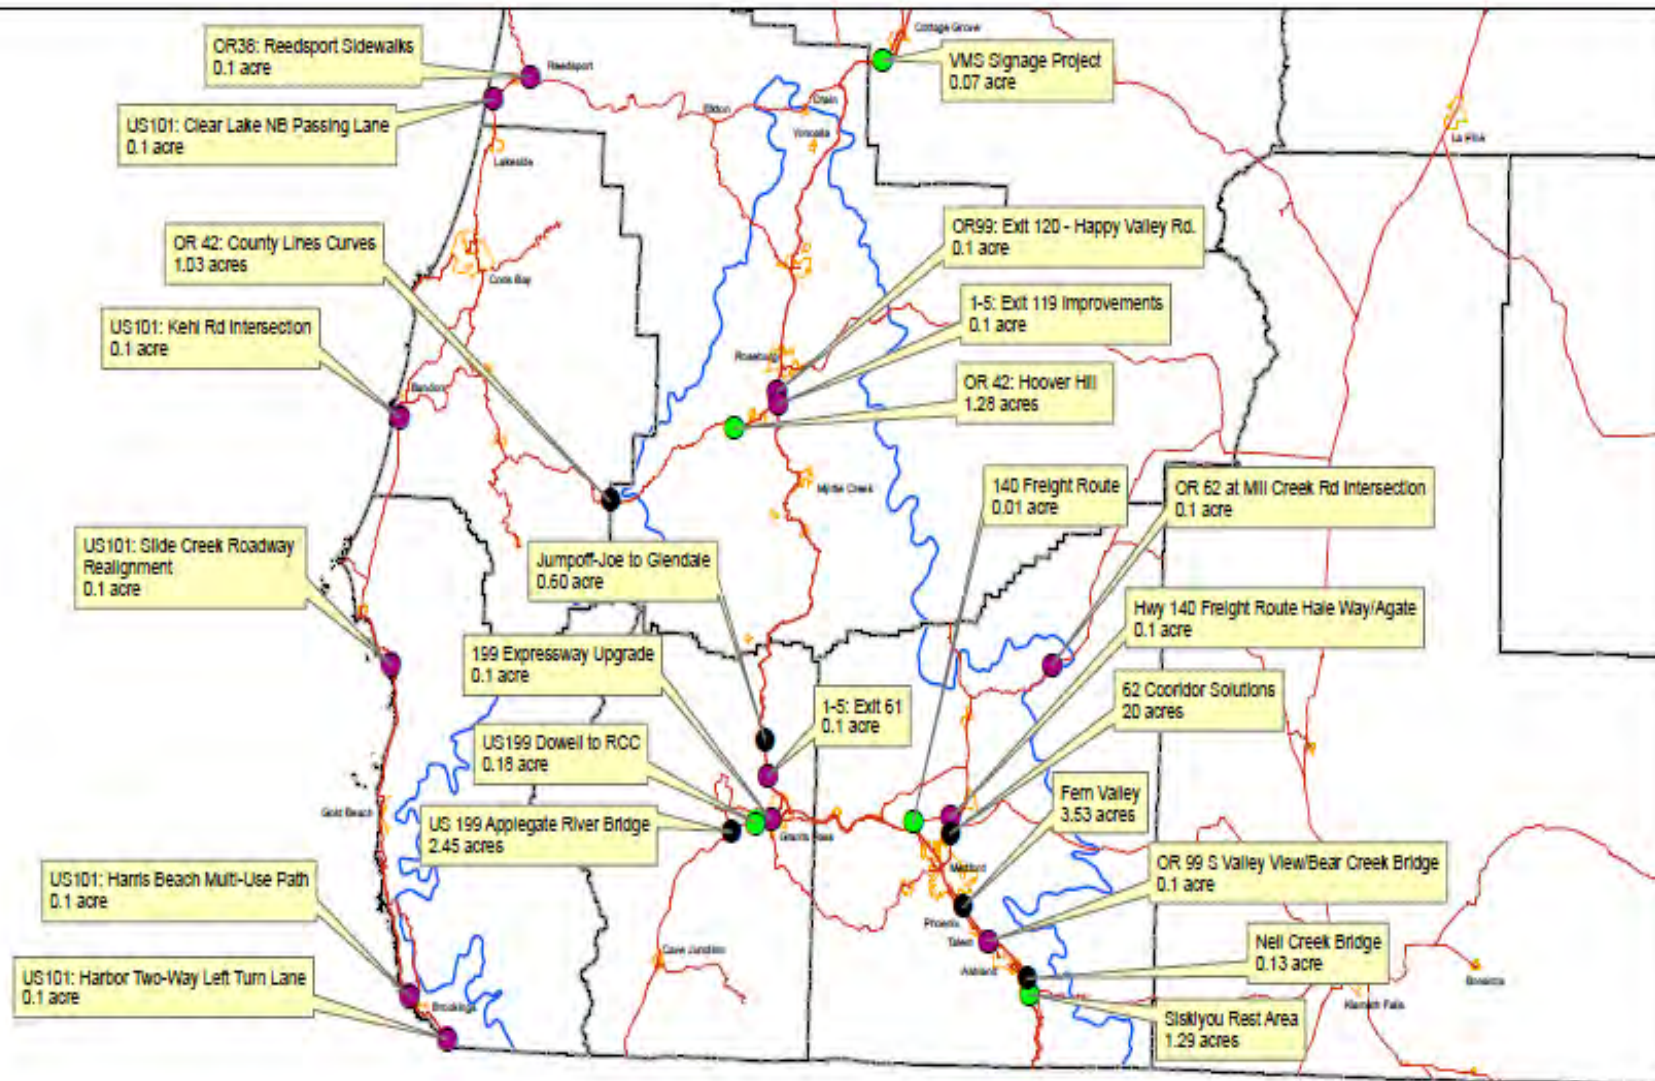 OR38: Reedsport Sidewalks
0.1 acre
Reedsport
Cottage Grove
VMS Signage Project
0.07 acre
US101: Clear Lake NB Passing Lane
0.1 acre
Elkton
Drain
Yoncalla
La Pine
Lakeside
OR 42: County Lines Curves
1.03 acres
OR99: Exit 120 - Happy Valley Rd.
0.1 acre
Coos Bay
US101: Kehl Rd Intersection
0.1 acre
1-5: Exit 119 Improvements
0.1 acre
Roseburg
Bandon
OR 42: Hoover Hill
1.28 acres
Myrtle Creek
140 Freight Route
0.01 acre
OR 62 at Mill Creek Rd Intersection
0.1 acre
US101: Slide Creek Roadway
Realignment
0.1 acre
Jumpoff-Joe to Glendale
0.60 acre
Hwy 140 Freight Route Hale Way/Agate
0.1 acre
199 Expressway Upgrade
0.1 acre
62 Cooridor Solutions
20 acres
1-5: Exit 61
0.1 acre
US199 Dowell to RCC
0.18 acre
Fern Valley
3.53 acres
Gold Beach
US 199 Applegate River Bridge
2.45 acres
Grants Pass
Medford
OR 99 S Valley View/Bear Creek Bridge
0.1 acre
US101: Harris Beach Multi-Use Path
0.1 acre
Phoenix
Talent
Cave Junction
Ashland
Neil Creek Bridge
0.13 acre
Bonanza
US101: Harbor Two-Way Left Turn Lane
0.1 acre
Brookings
Klamath Falls
Siskiyou Rest Area
1.29 acres